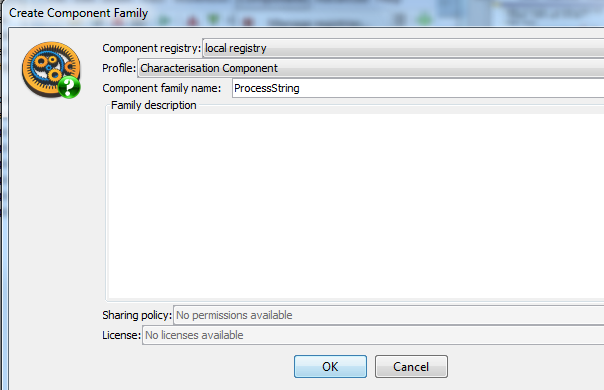 Create Component Family
Component registry: local registry
Profile: Characterisation Component
Component family name: ProcessString
Family description
Sharing policy: No permissions available
License: No licenses available
OK Cancel